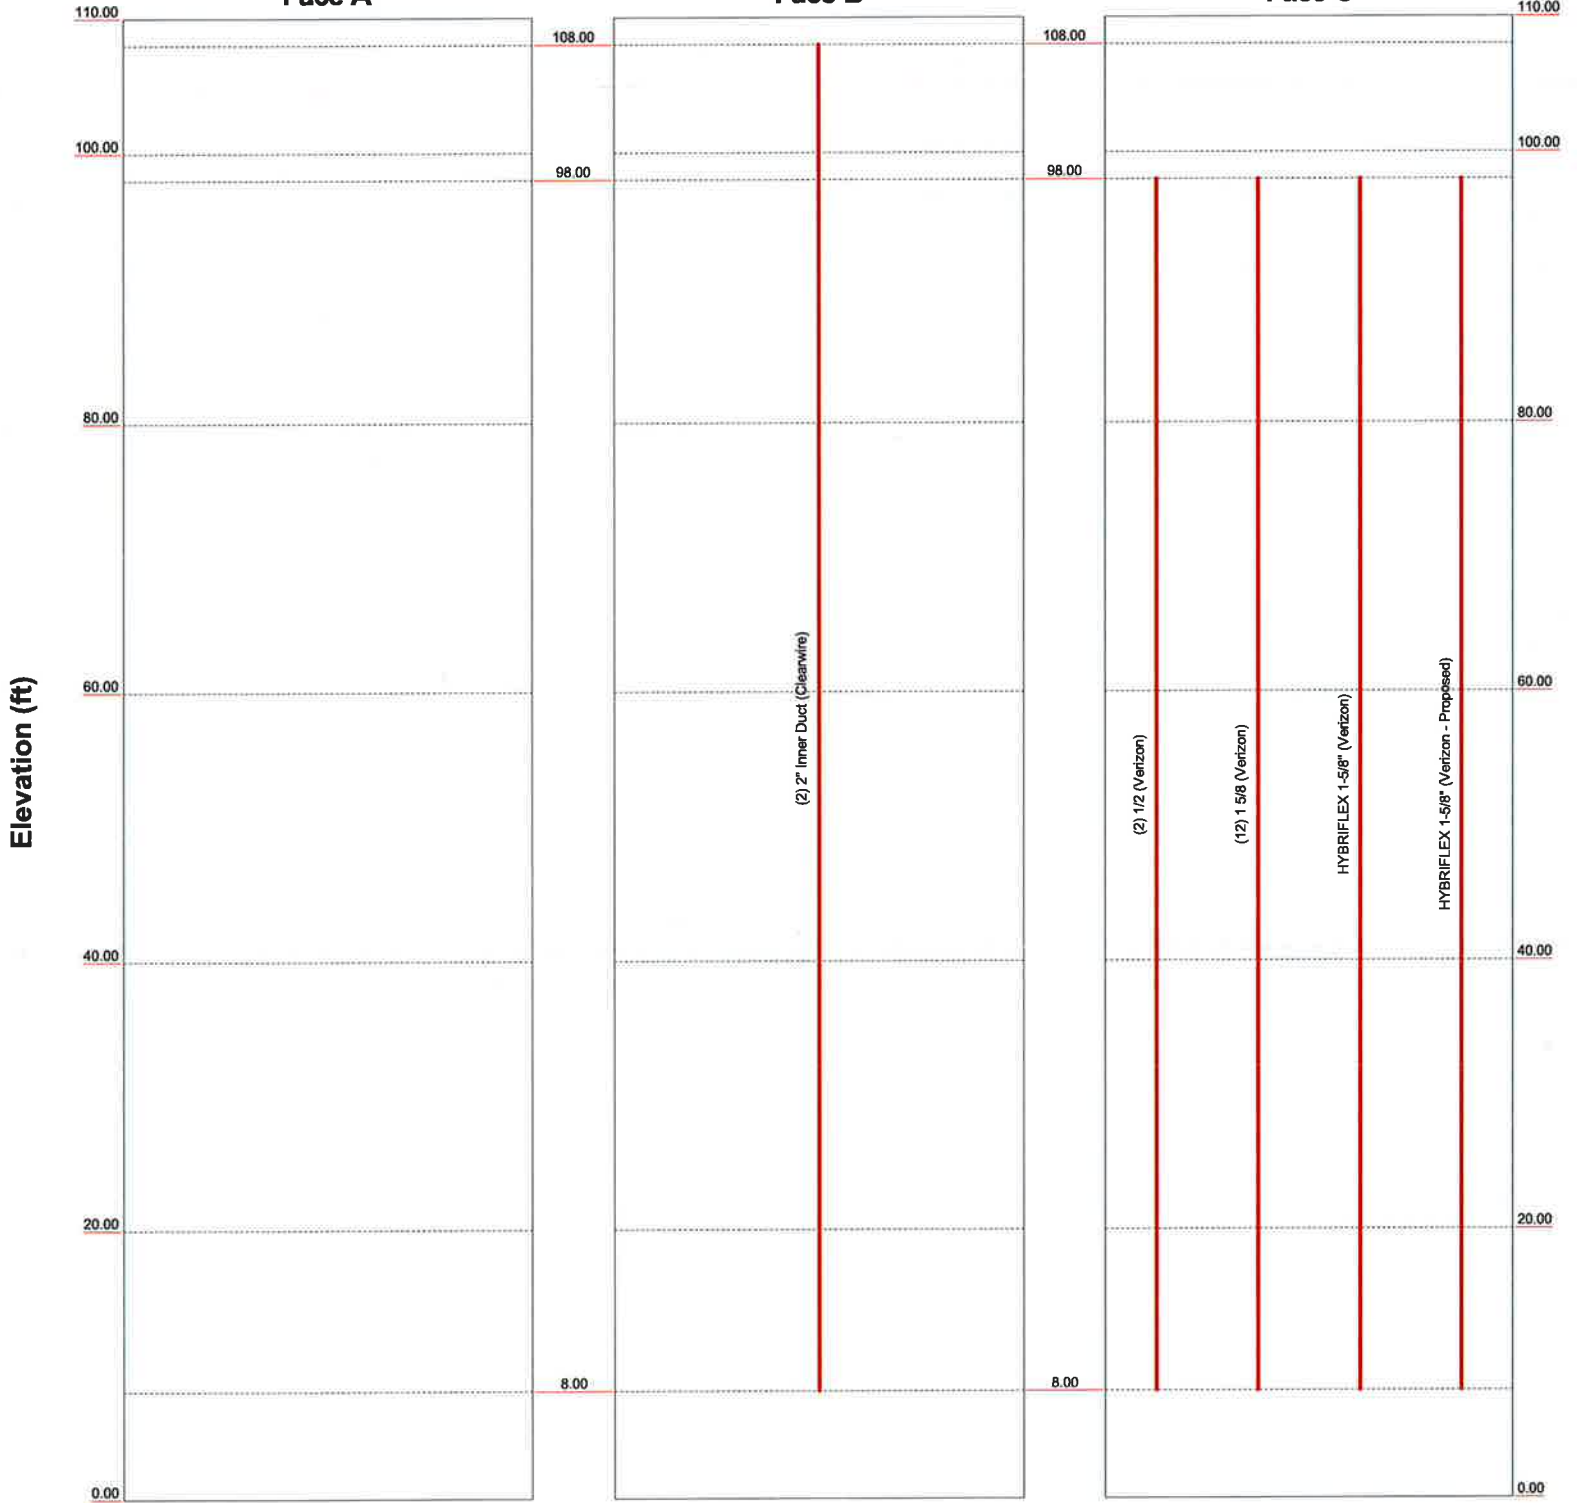 Face A
Face B
Face C
110.00
110.00
108.00
108.00
100.00
100.00
98.00
98.00
80.00
80.00
60.00
60.00
40.00
40.00
20.00
20.00
8.00
8.00
0.00
0.00
Elevation (ft)
(2) 2" Inner Duct (Clearwire)
(2) 1/2 (Verizon)
(12) 1 5/8 (Verizon)
HYBRIFLEX 1-5/8" (Verizon)
HYBRIFLEX 1-5/8" (Verizon - Proposed)